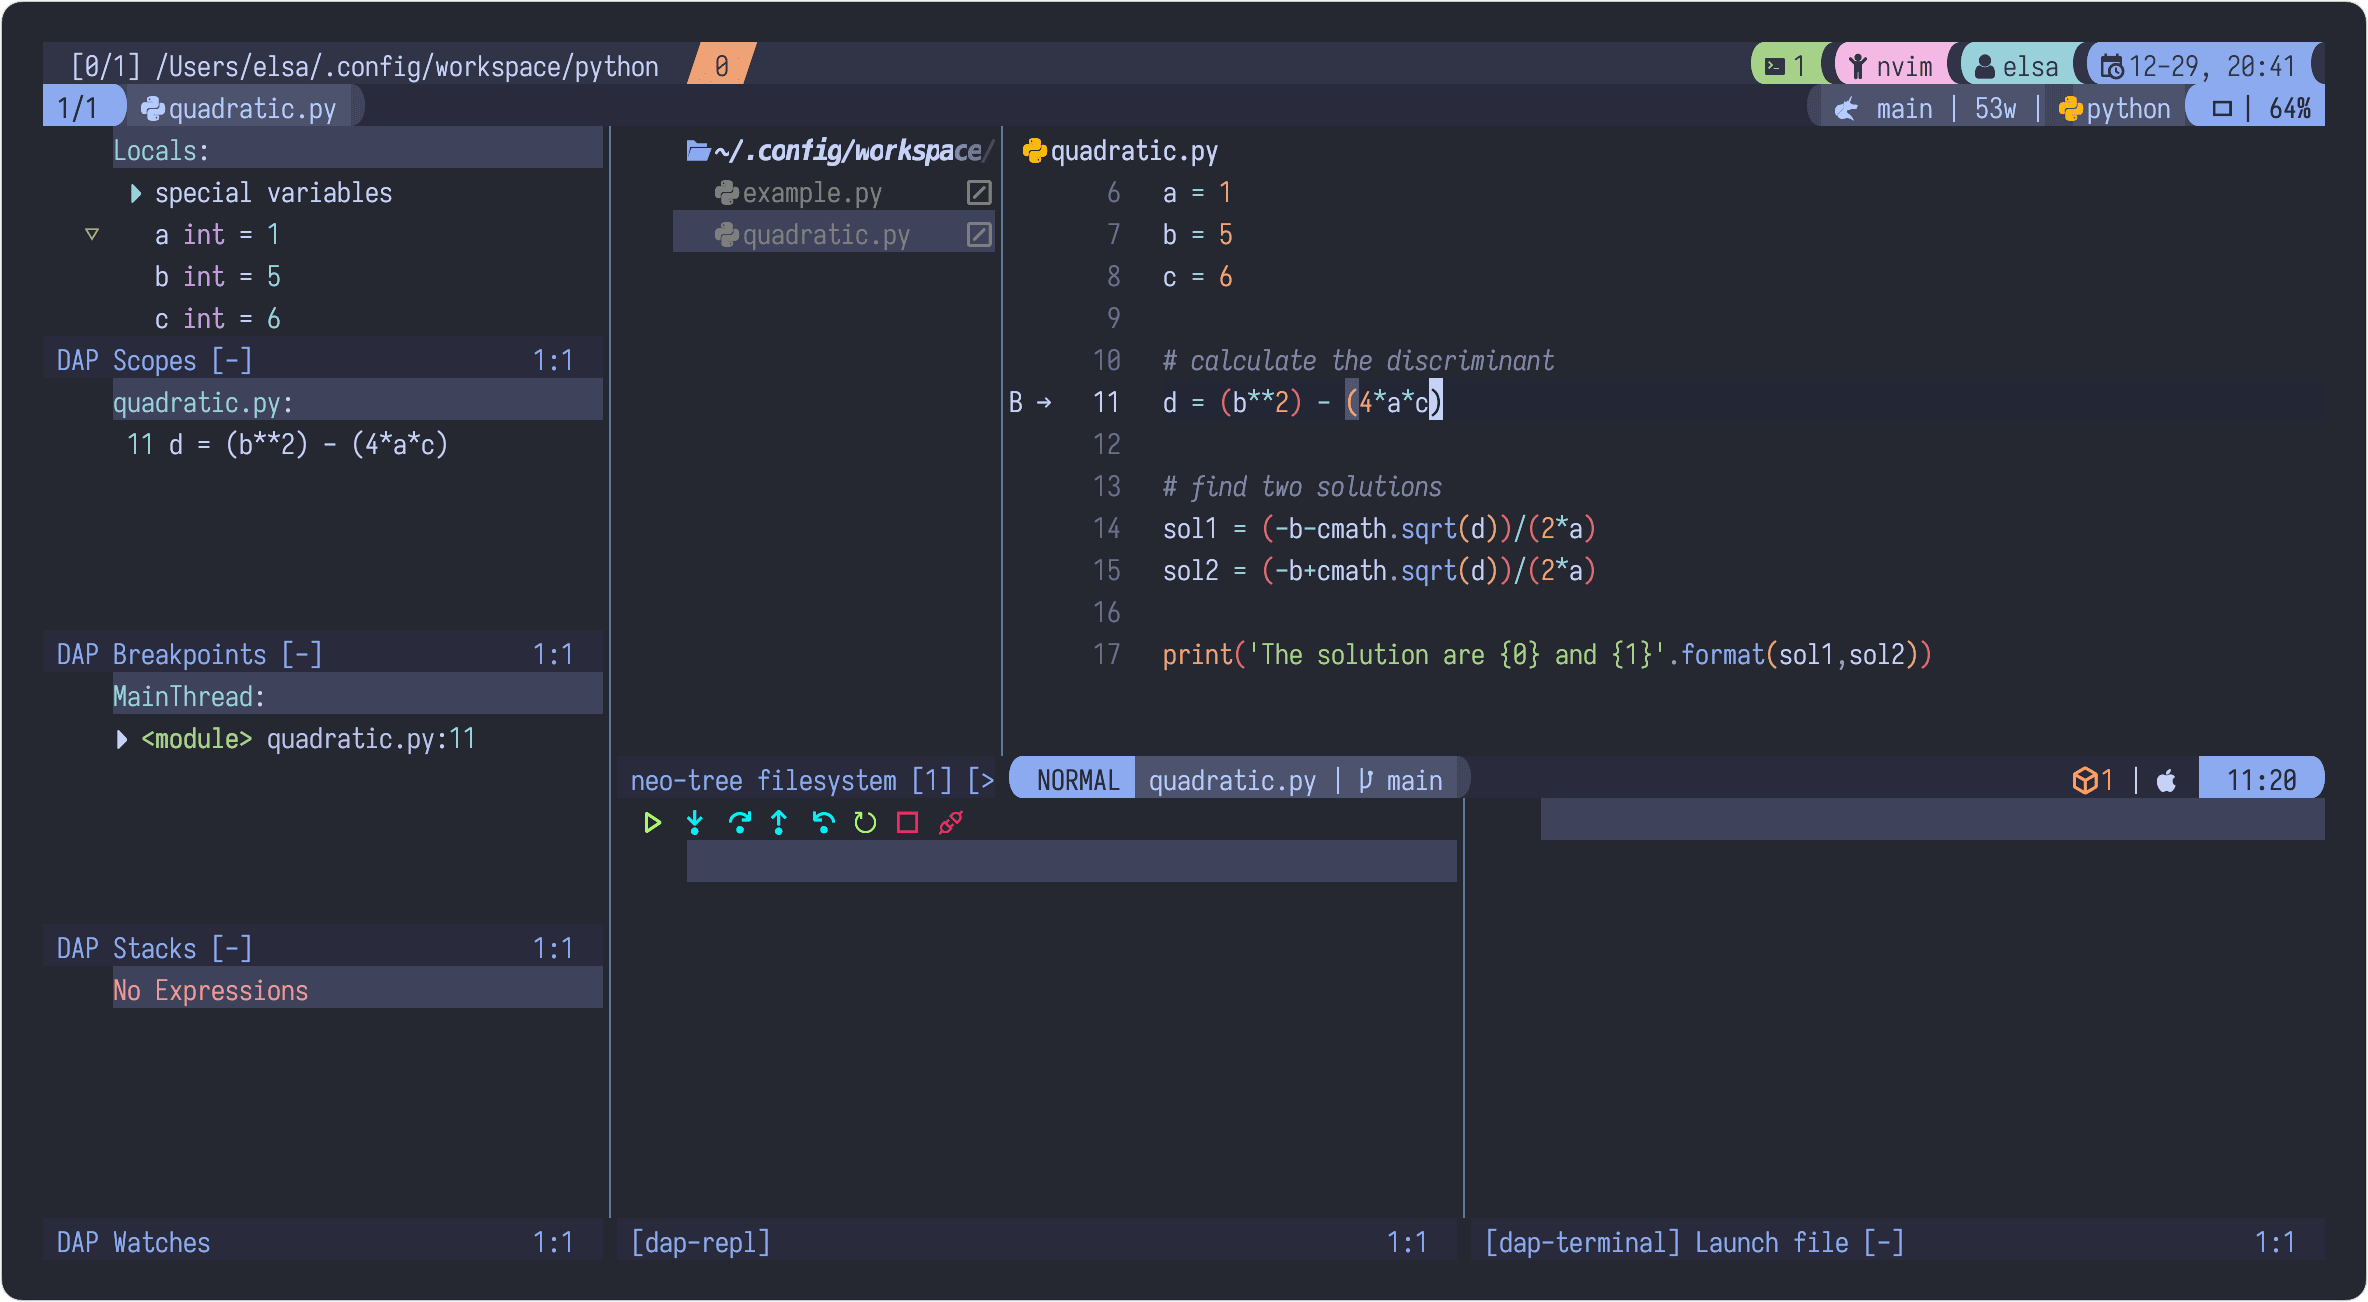 [0/1] /Users/elsa/.config/workspace/python 0 1 nvim elsa 12-29, 20:41
1/1 quadratic.py main | 53w | python | 64%
Locals:
special variables
a int = 1
b int = 5
c int = 6
DAP Scopes [-] 1:1
quadratic.py:
11 d = (b**2) - (4*a*c)
DAP Breakpoints [-] 1:1
MainThread:
<module> quadratic.py:11
DAP Stacks [-] 1:1
No Expressions
DAP Watches 1:1
~/.config/workspace/
example.py
quadratic.py
neo-tree filesystem [1] [>
quadratic.py
6 a = 1
7 b = 5
8 c = 6
9
10 # calculate the discriminant
B → 11 d = (b**2) - (4*a*c)
12
13 # find two solutions
14 sol1 = (-b-cmath.sqrt(d))/(2*a)
15 sol2 = (-b+cmath.sqrt(d))/(2*a)
16
17 print('The solution are {0} and {1}'.format(sol1,sol2))
NORMAL quadratic.py | main 1 | 11:20
[dap-repl] 1:1
[dap-terminal] Launch file [-] 1:1